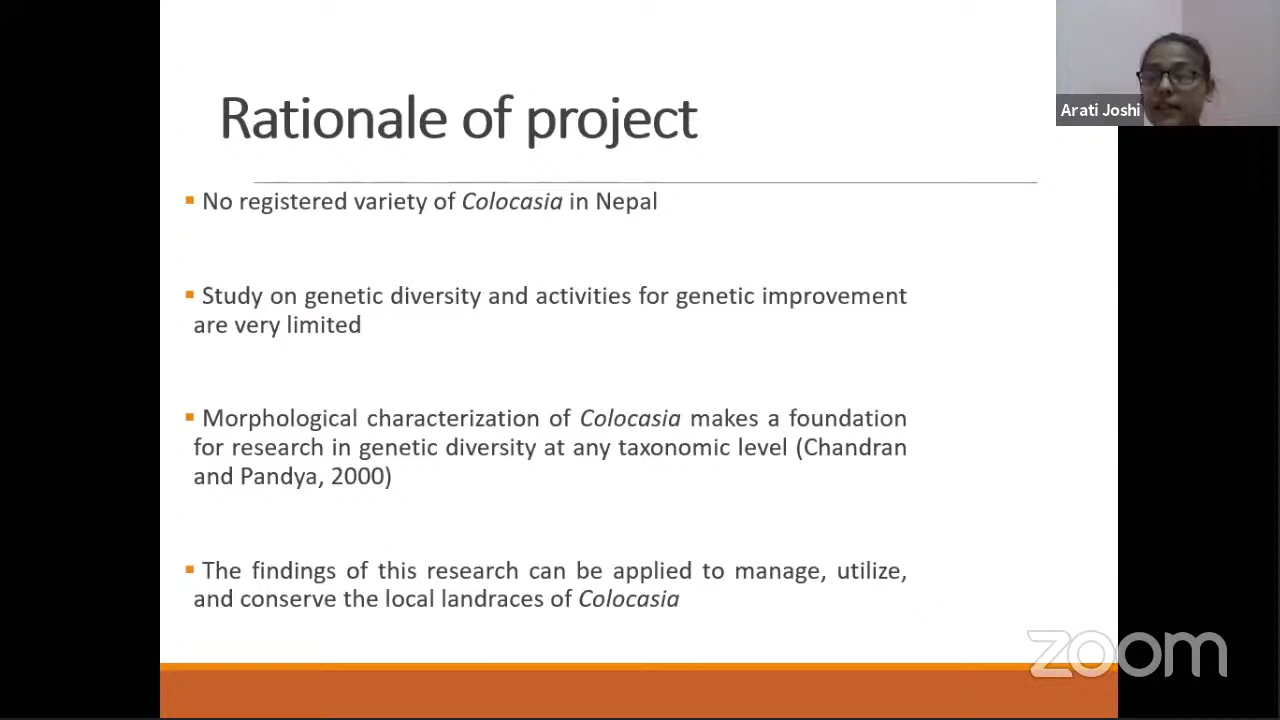 Rationale of project
Arati Joshi
▪ No registered variety of Colocasia in Nepal
▪ Study on genetic diversity and activities for genetic improvement
are very limited
▪ Morphological characterization of Colocasia makes a foundation
for research in genetic diversity at any taxonomic level (Chandran
and Pandya, 2000)
▪ The findings of this research can be applied to manage, utilize,
and conserve the local landraces of Colocasia
zoom